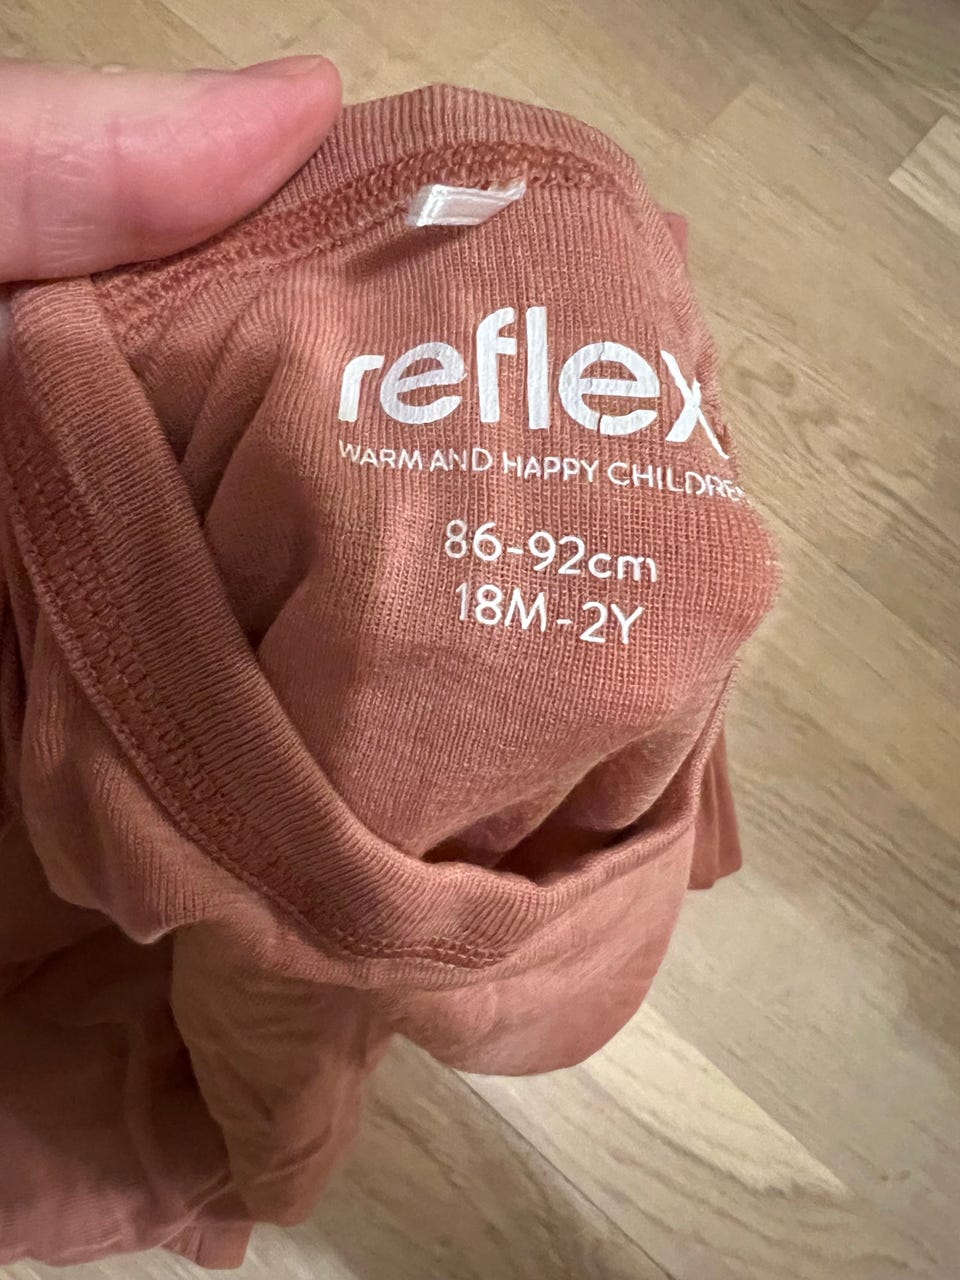 reflex
WARM AND HAPPY CHILDREN
86-92cm
18M-2Y